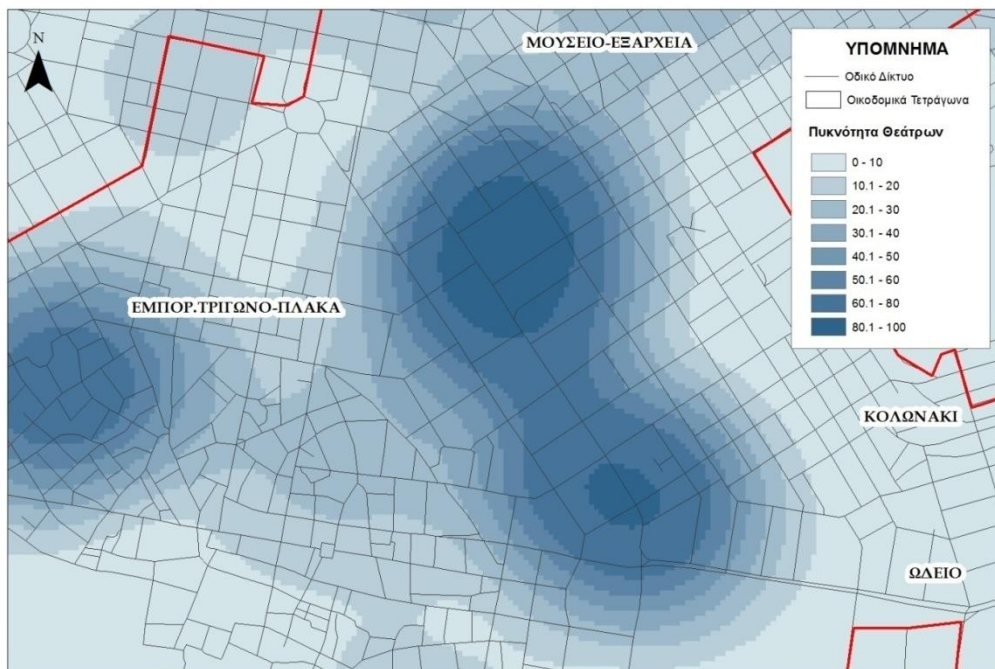 N
ΜΟΥΣΕΙΟ-ΕΞΑΡΧΕΙΑ
ΕΜΠΟΡ.ΤΡΙΓΩΝΟ-ΠΛΑΚΑ
ΚΟΛΩΝΑΚΙ
ΩΔΕΙΟ
ΥΠΟΜΝΗΜΑ
Οδικό Δίκτυο
Οικοδομικά Τετράγωνα
Πυκνότητα Θεάτρων
0 - 10
10.1 - 20
20.1 - 30
30.1 - 40
40.1 - 50
50.1 - 60
60.1 - 80
80.1 - 100